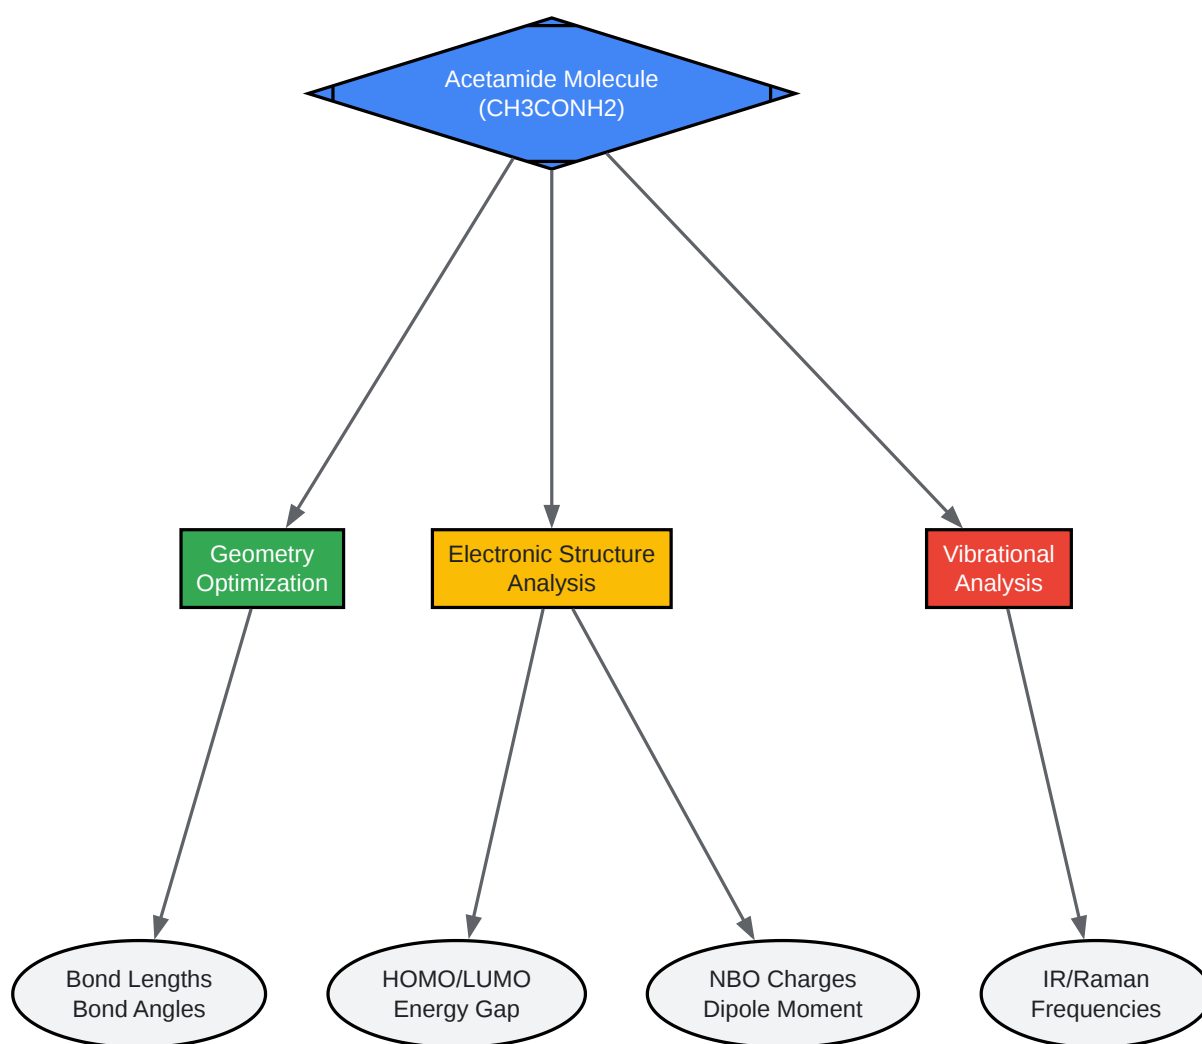 Acetamide Molecule
(CH3CONH2)
Geometry
Optimization
Electronic Structure
Analysis
Vibrational
Analysis
Bond Lengths
Bond Angles
HOMO/LUMO
Energy Gap
NBO Charges
Dipole Moment
IR/Raman
Frequencies